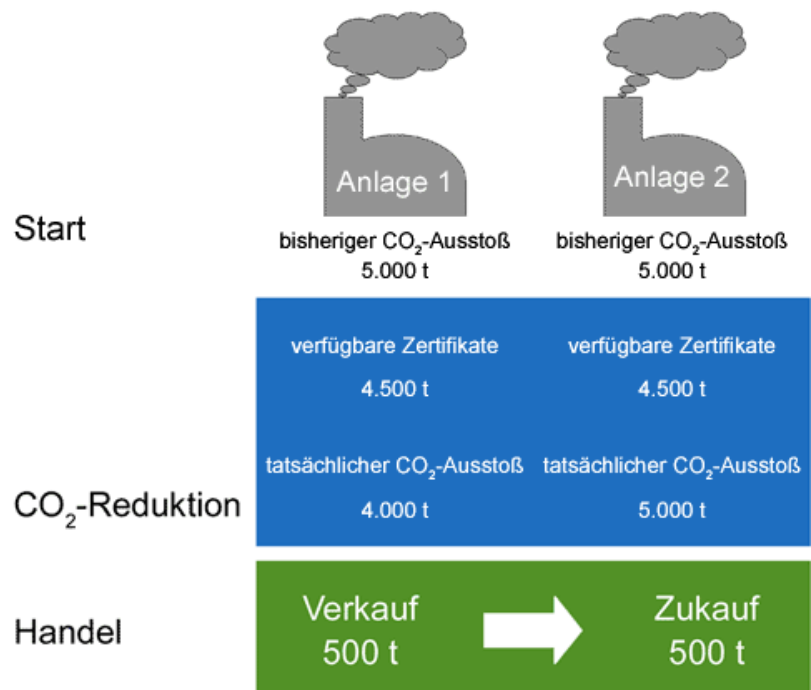 Anlage 1
Anlage 2
Start
bisheriger CO₂-Ausstoß
5.000 t
bisheriger CO₂-Ausstoß
5.000 t
verfügbare Zertifikate
4.500 t
verfügbare Zertifikate
4.500 t
CO₂-Reduktion
tatsächlicher CO₂-Ausstoß
4.000 t
tatsächlicher CO₂-Ausstoß
5.000 t
Handel
Verkauf
500 t
Zukauf
500 t